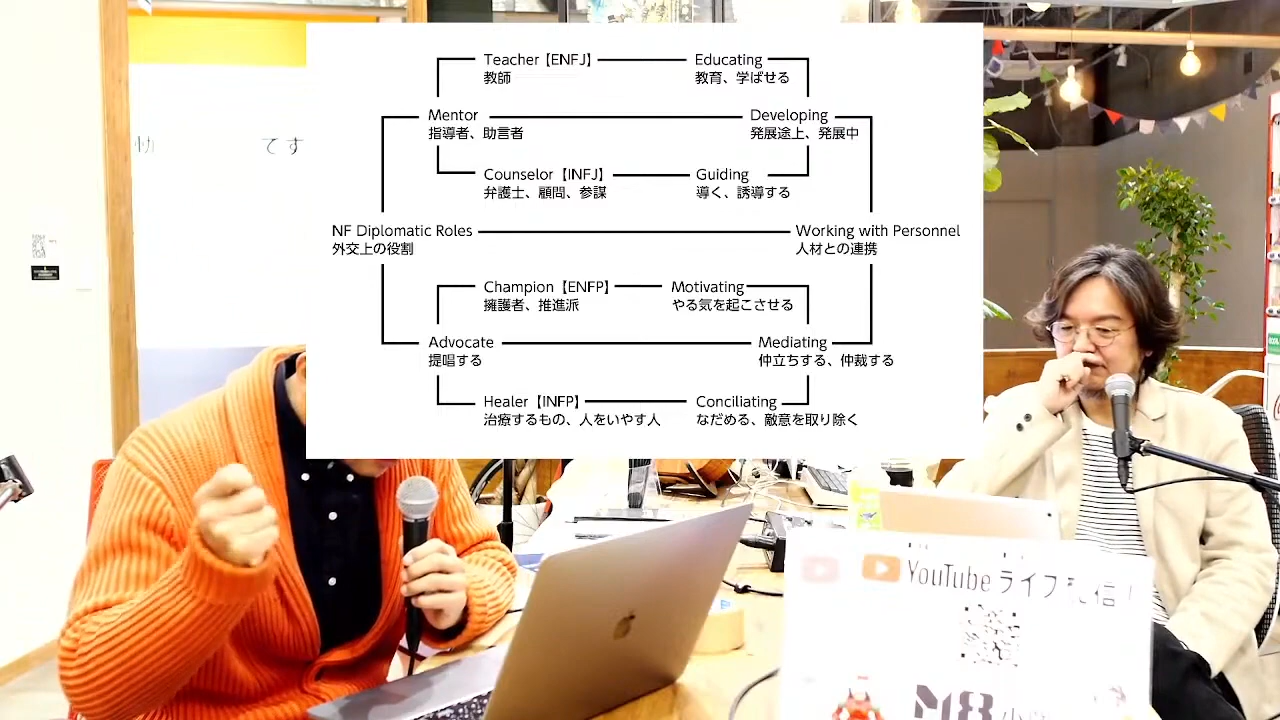 てす
Teacher【ENFJ】
教師
Educating
教育、学ばせる
Mentor
指導者、助言者
Developing
発展途上、発展中
Counselor【INFJ】
弁護士、顧問、参謀
Guiding
導く、誘導する
NF Diplomatic Roles
外交上の役割
Working with Personnel
人材との連携
Champion【ENFP】
擁護者、推進派
Motivating
やる気を起こさせる
Advocate
提唱する
Mediating
仲立ちする、仲裁する
Healer【INFP】
治療するもの、人をいやす人
Conciliating
なだめる、敵意を取り除く
YouTubeライブ配信!